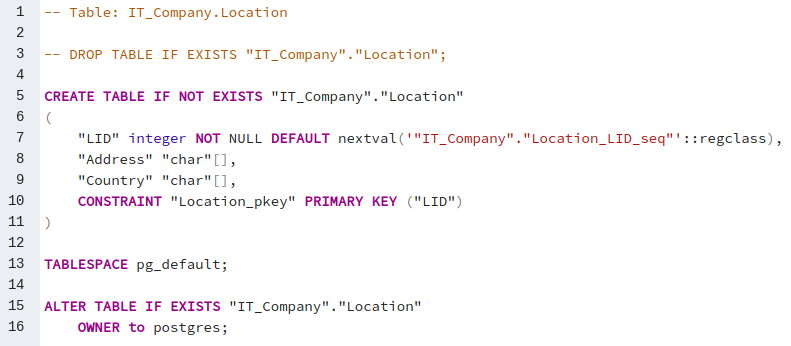 1 -- Table: IT_Company.Location
2
3 -- DROP TABLE IF EXISTS "IT_Company"."Location";
4
5 CREATE TABLE IF NOT EXISTS "IT_Company"."Location"
6 (
7     "LID" integer NOT NULL DEFAULT nextval('"IT_Company"."Location_LID_seq"'::regclass),
8     "Address" "char"[],
9     "Country" "char"[],
10     CONSTRAINT "Location_pkey" PRIMARY KEY ("LID")
11 )
12
13 TABLESPACE pg_default;
14
15 ALTER TABLE IF EXISTS "IT_Company"."Location"
16     OWNER to postgres;